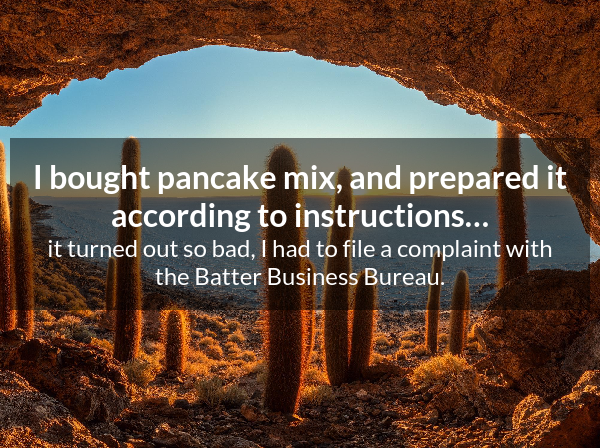 I bought pancake mix, and prepared it
according to instructions...
it turned out so bad, I had to file a complaint with
the Batter Business Bureau.